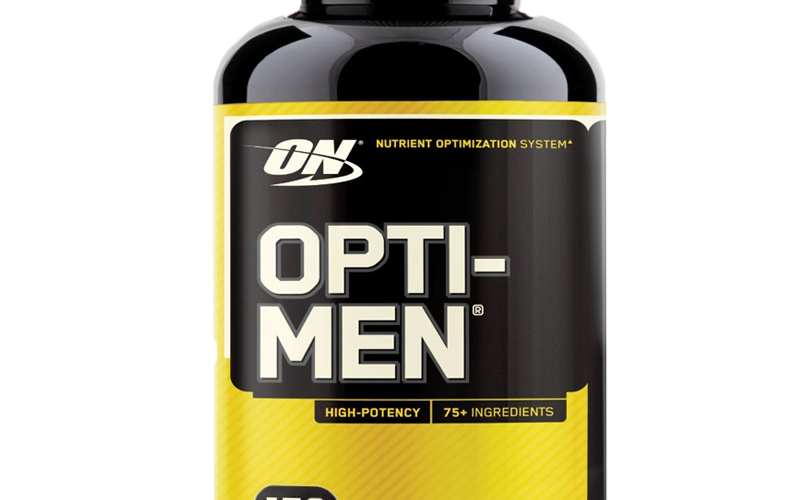 ON® NUTRIENT OPTIMIZATION SYSTEM▲
OPTI-
MEN®
HIGH-POTENCY 75+ INGREDIENTS